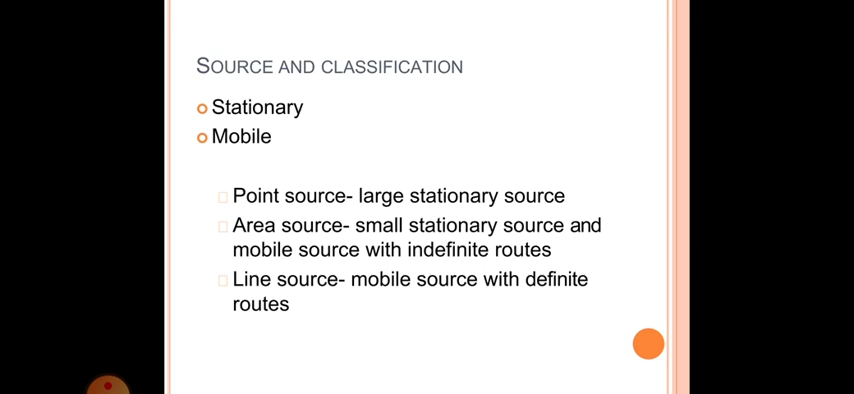 SOURCE AND CLASSIFICATION
Stationary
Mobile
Point source- large stationary source
Area source- small stationary source and
mobile source with indefinite routes
Line source- mobile source with definite
routes